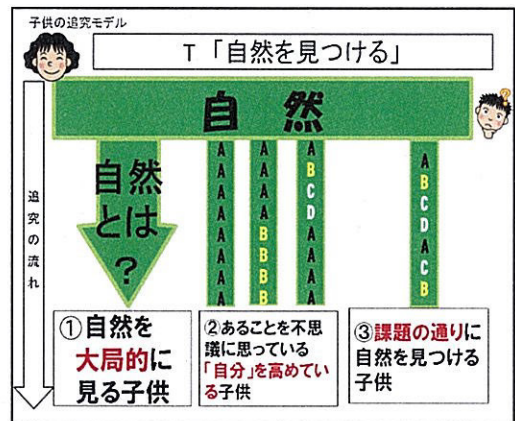 子供の追究モデル
T「自然を見つける」
自 然
追究の流れ
自然
とは
?
A A A A A A A A
A A A A B B B B
A B C D A A A A
A B C D A C B
①自然を
大局的に
見る子供
②あることを不思
議に思っている
「自分」を高めてい
る子供
③課題の通りに
自然を見つける
子供